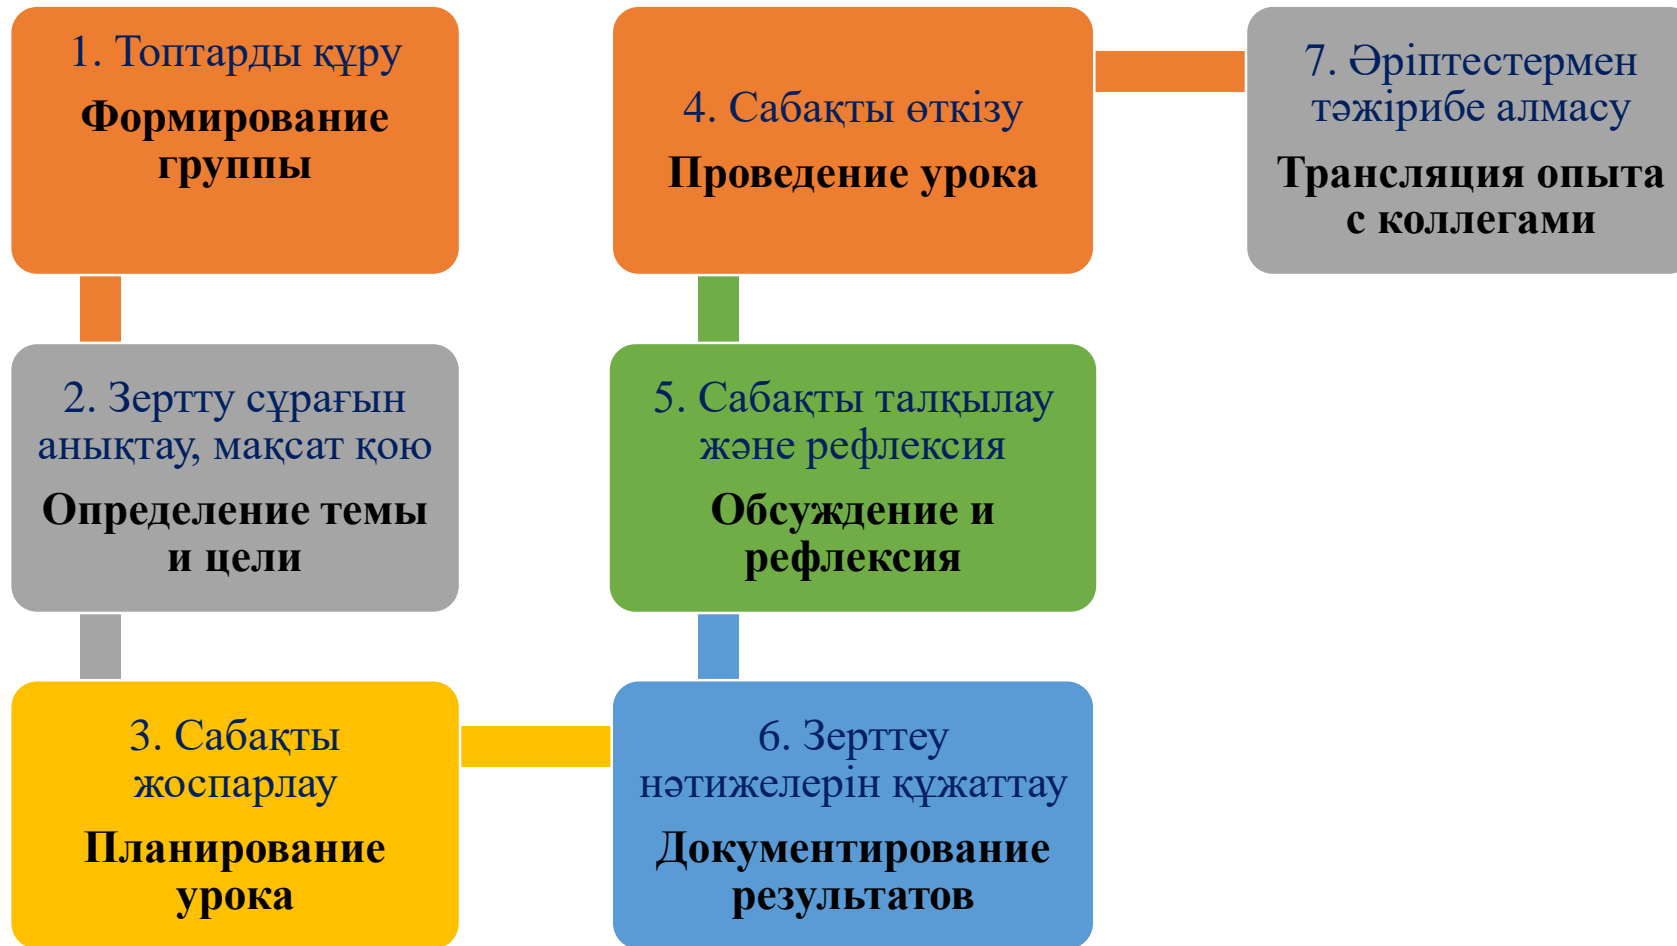 1. Топтарды құру
Формирование
группы
2. Зертту сұрағын
анықтау, мақсат қою
Определение темы
и цели
3. Сабақты
жоспарлау
Планирование
урока
4. Сабақты өткізу
Проведение урока
5. Сабақты талқылау
және рефлексия
Обсуждение и
рефлексия
6. Зерттеу
нәтижелерін құжаттау
Документирование
результатов
7. Әріптестермен
тәжірибе алмасу
Трансляция опыта
с коллегами